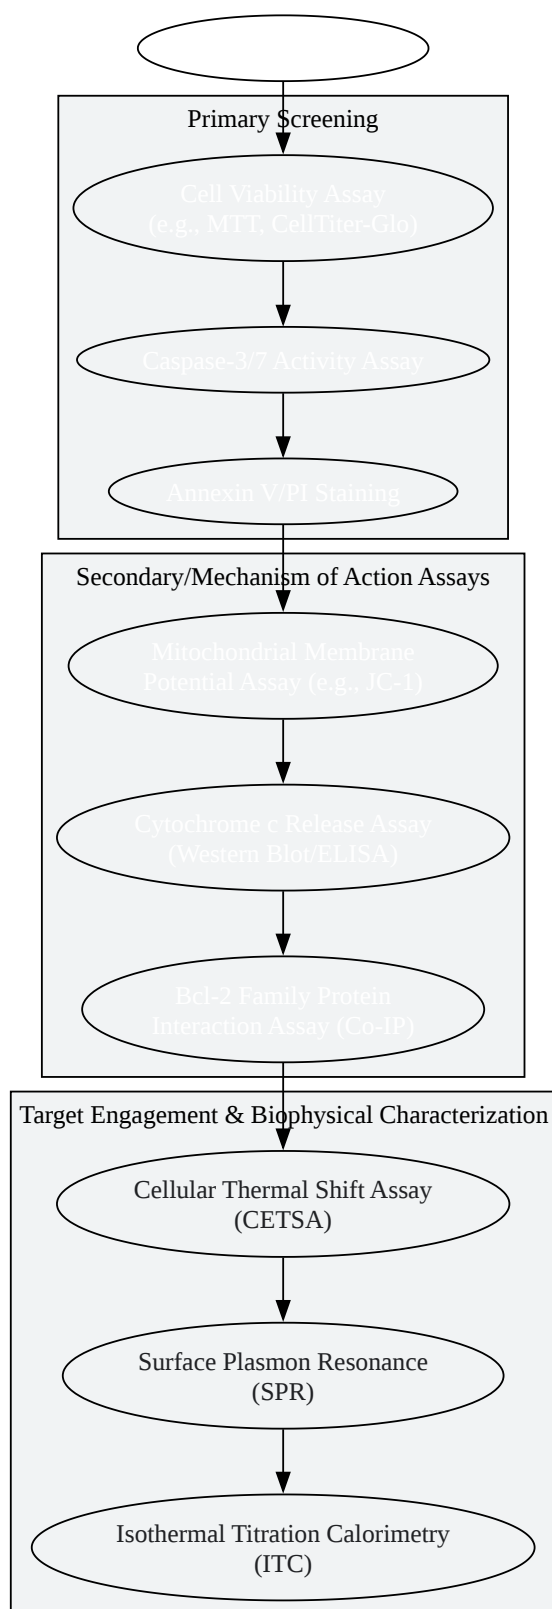 Primary Screening
Cell Viability Assay
(e.g., MTT, CellTiter-Glo)
Caspase-3/7 Activity Assay
Annexin V/PI Staining
Secondary/Mechanism of Action Assays
Mitochondrial Membrane
Potential Assay (e.g., JC-1)
Cytochrome c Release Assay
(Western Blot/ELISA)
Bcl-2 Family Protein
Interaction Assay (Co-IP)
Target Engagement & Biophysical Characterization
Cellular Thermal Shift Assay
(CETSA)
Surface Plasmon Resonance
(SPR)
Isothermal Titration Calorimetry
(ITC)